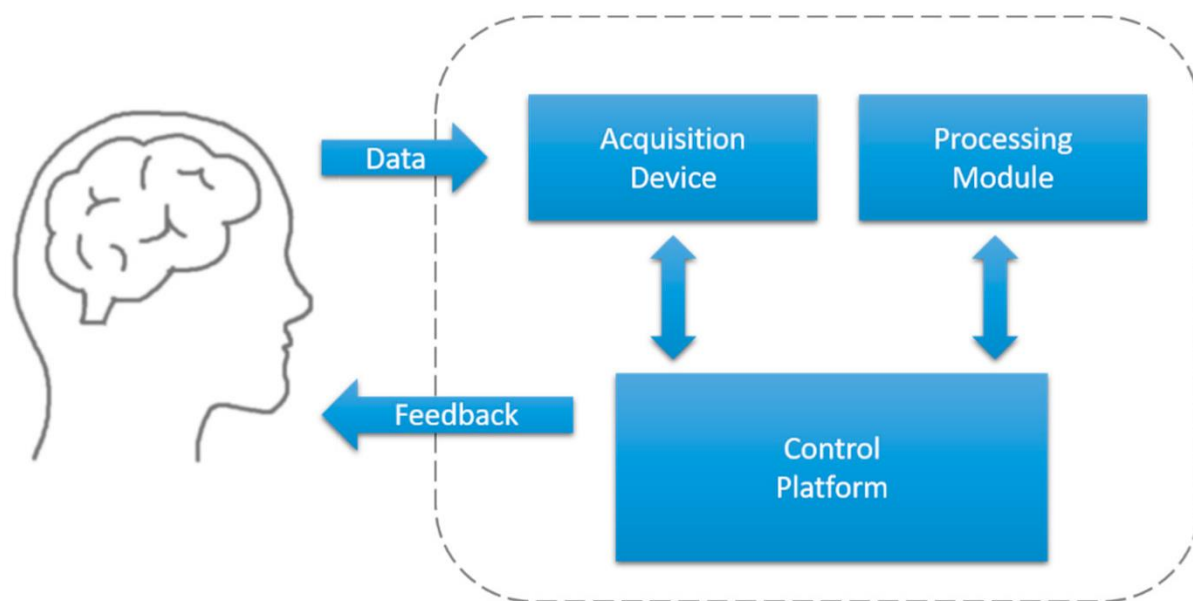 Data
Acquisition
Device
Processing
Module
Feedback
Control
Platform